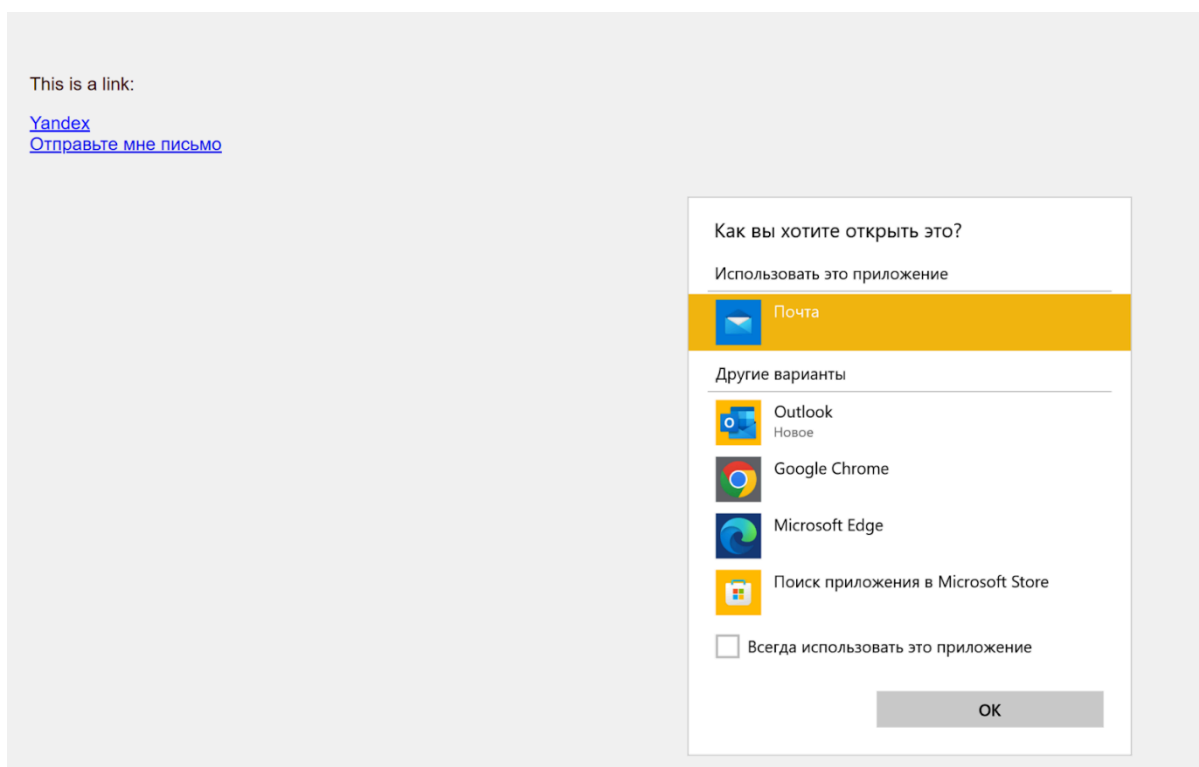 This is a link:
Yandex
Отправьте мне письмо
Как вы хотите открыть это?
Использовать это приложение
Почта
Другие варианты
Outlook
Новое
Google Chrome
Microsoft Edge
Поиск приложения в Microsoft Store
Всегда использовать это приложение
ОК